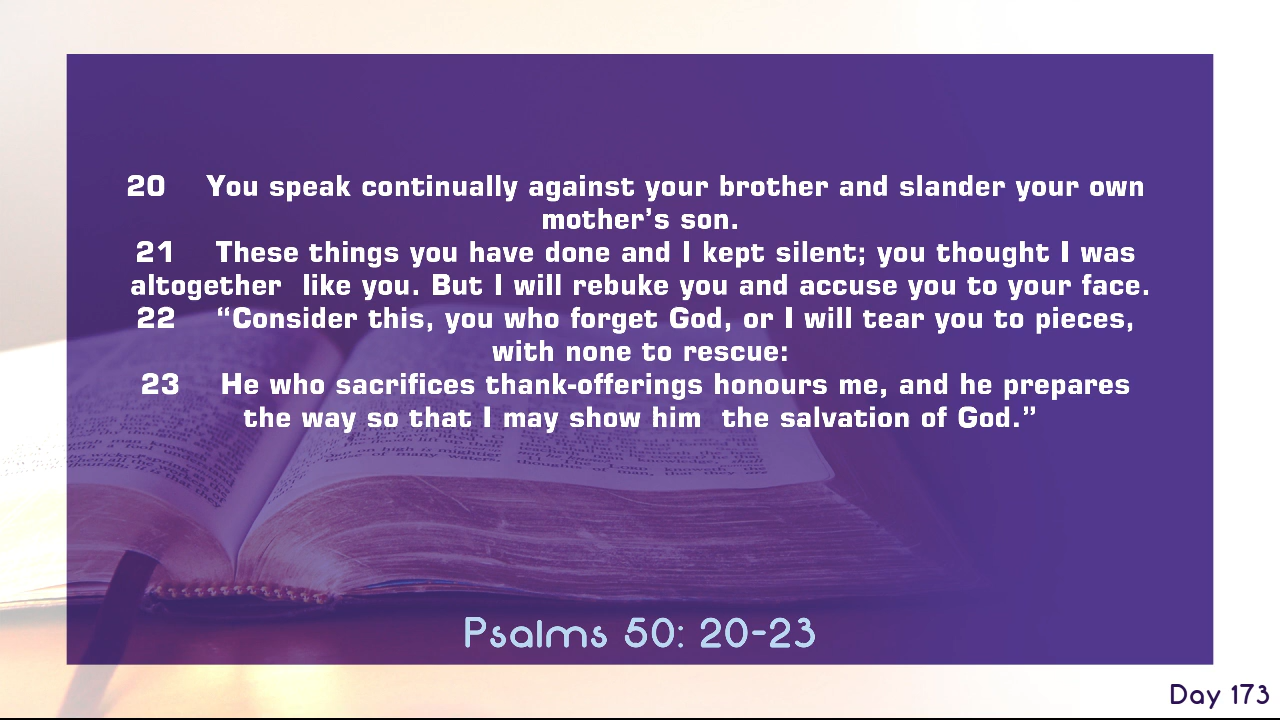 20 You speak continually against your brother and slander your own
mother’s son.
21 These things you have done and I kept silent; you thought I was
altogether like you. But I will rebuke you and accuse you to your face.
22 “Consider this, you who forget God, or I will tear you to pieces,
with none to rescue:
23 He who sacrifices thank-offerings honours me, and he prepares
the way so that I may show him the salvation of God.”
Psalms 50: 20-23
Day 173